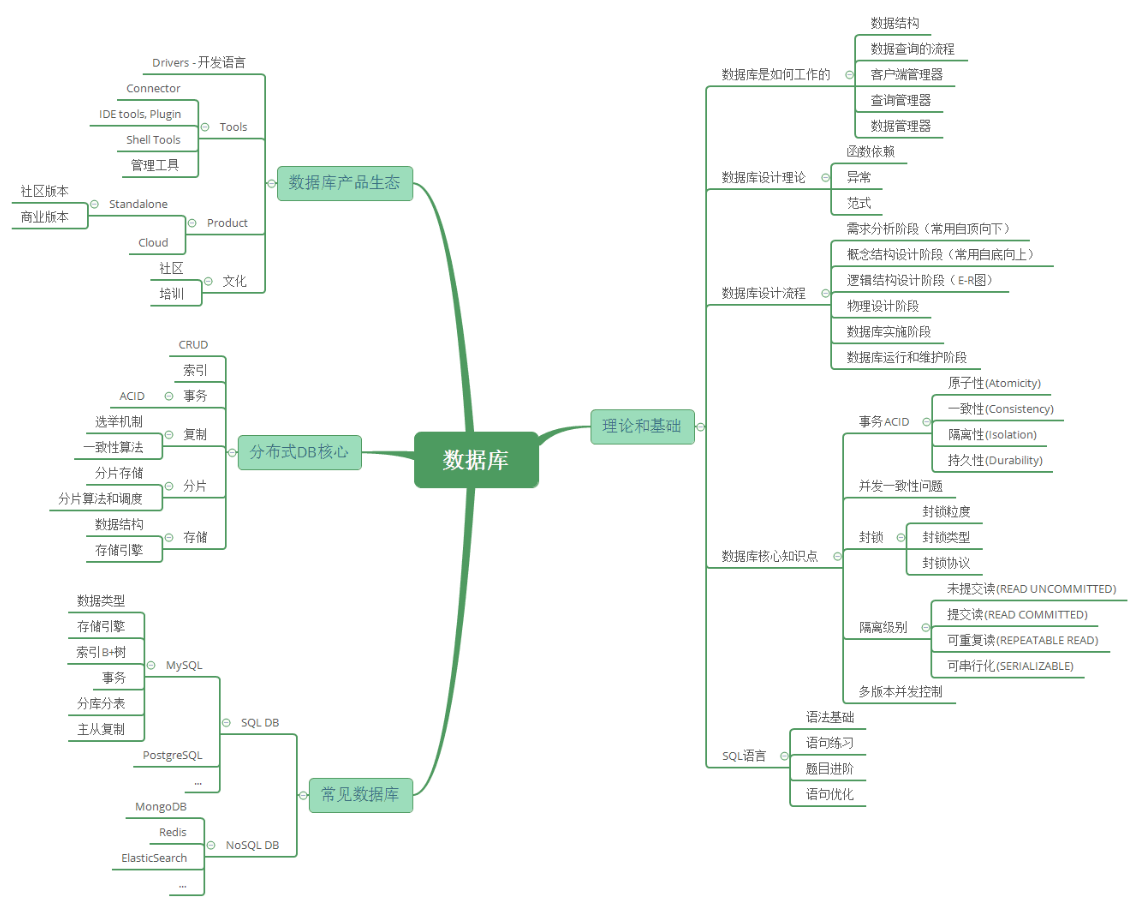 数据库
数据库产品生态
Drivers - 开发语言
Tools
Connector
IDE tools, Plugin
Shell Tools
管理工具
Product
Standalone
社区版本
商业版本
Cloud
文化
社区
培训
分布式DB核心
CRUD
索引
事务
ACID
复制
选举机制
一致性算法
分片
分片存储
分片算法和调度
存储
数据结构
存储引擎
常见数据库
SQL DB
MySQL
数据类型
存储引擎
索引B+树
事务
分库分表
主从复制
PostgreSQL
...
NoSQL DB
MongoDB
Redis
ElasticSearch
...
理论和基础
数据库是如何工作的
数据结构
数据查询的流程
客户端管理器
查询管理器
数据管理器
数据库设计理论
函数依赖
异常
范式
数据库设计流程
需求分析阶段（常用自顶向下）
概念结构设计阶段（常用自底向上）
逻辑结构设计阶段（E-R图）
物理设计阶段
数据库实施阶段
数据库运行和维护阶段
数据库核心知识点
事务ACID
原子性(Atomicity)
一致性(Consistency)
隔离性(Isolation)
持久性(Durability)
并发一致性问题
封锁
封锁粒度
封锁类型
封锁协议
隔离级别
未提交读(READ UNCOMMITTED)
提交读(READ COMMITTED)
可重复读(REPEATABLE READ)
可串行化(SERIALIZABLE)
多版本并发控制
SQL语言
语法基础
语句练习
题目进阶
语句优化